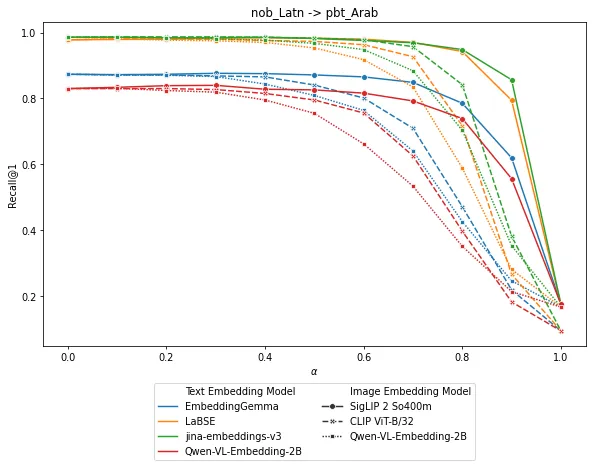 nob_Latn -> pbt_Arab
Recall@1
1.0
0.8
0.6
0.4
0.2
0.0 0.2 0.4 0.6 0.8 1.0
α
Text Embedding Model Image Embedding Model
EmbeddingGemma SigLIP 2 So400m
LaBSE CLIP ViT-B/32
jina-embeddings-v3 Qwen-VL-Embedding-2B
Qwen-VL-Embedding-2B